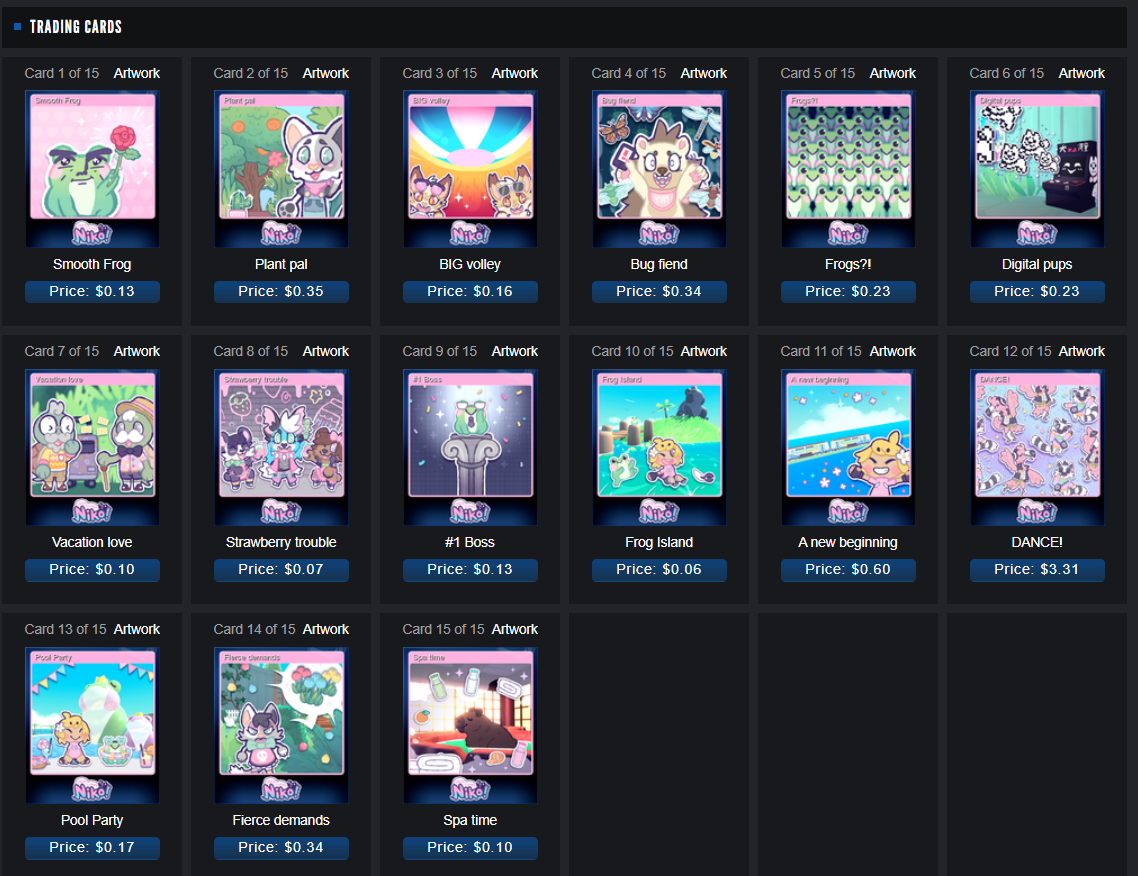 TRADING CARDS
Card 1 of 15 Artwork
Card 2 of 15 Artwork
Card 3 of 15 Artwork
Card 4 of 15 Artwork
Card 5 of 15 Artwork
Card 6 of 15 Artwork
Smooth Frog
Plant pal
BIG volley
Bug fiend
Frogs?!
Digital pups
Niko!
Niko!
Niko!
Niko!
Niko!
Niko!
Smooth Frog
Plant pal
BIG volley
Bug fiend
Frogs?!
Digital pups
Price: $0.13
Price: $0.35
Price: $0.16
Price: $0.34
Price: $0.23
Price: $0.23
Card 7 of 15 Artwork
Card 8 of 15 Artwork
Card 9 of 15 Artwork
Card 10 of 15 Artwork
Card 11 of 15 Artwork
Card 12 of 15 Artwork
Vacation love
Strawberry trouble
#1 Boss
Frog Island
A new beginning
DANCE!
Niko!
Niko!
Niko!
Niko!
Niko!
Niko!
Vacation love
Strawberry trouble
#1 Boss
Frog Island
A new beginning
DANCE!
Price: $0.10
Price: $0.07
Price: $0.13
Price: $0.06
Price: $0.60
Price: $3.31
Card 13 of 15 Artwork
Card 14 of 15 Artwork
Card 15 of 15 Artwork
Pool Party
Fierce demands
Spa time
Niko!
Niko!
Niko!
Pool Party
Fierce demands
Spa time
Price: $0.17
Price: $0.34
Price: $0.10